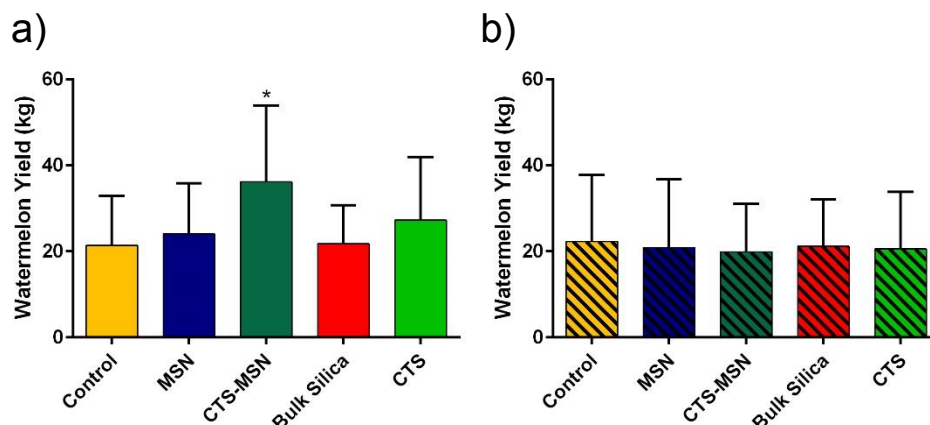 a)
Watermelon Yield (kg)
60
40
20
0
*
Control
MSN
CTS-MSN
Bulk Silica
CTS
b)
Watermelon Yield (kg)
60
40
20
0
Control
MSN
CTS-MSN
Bulk Silica
CTS